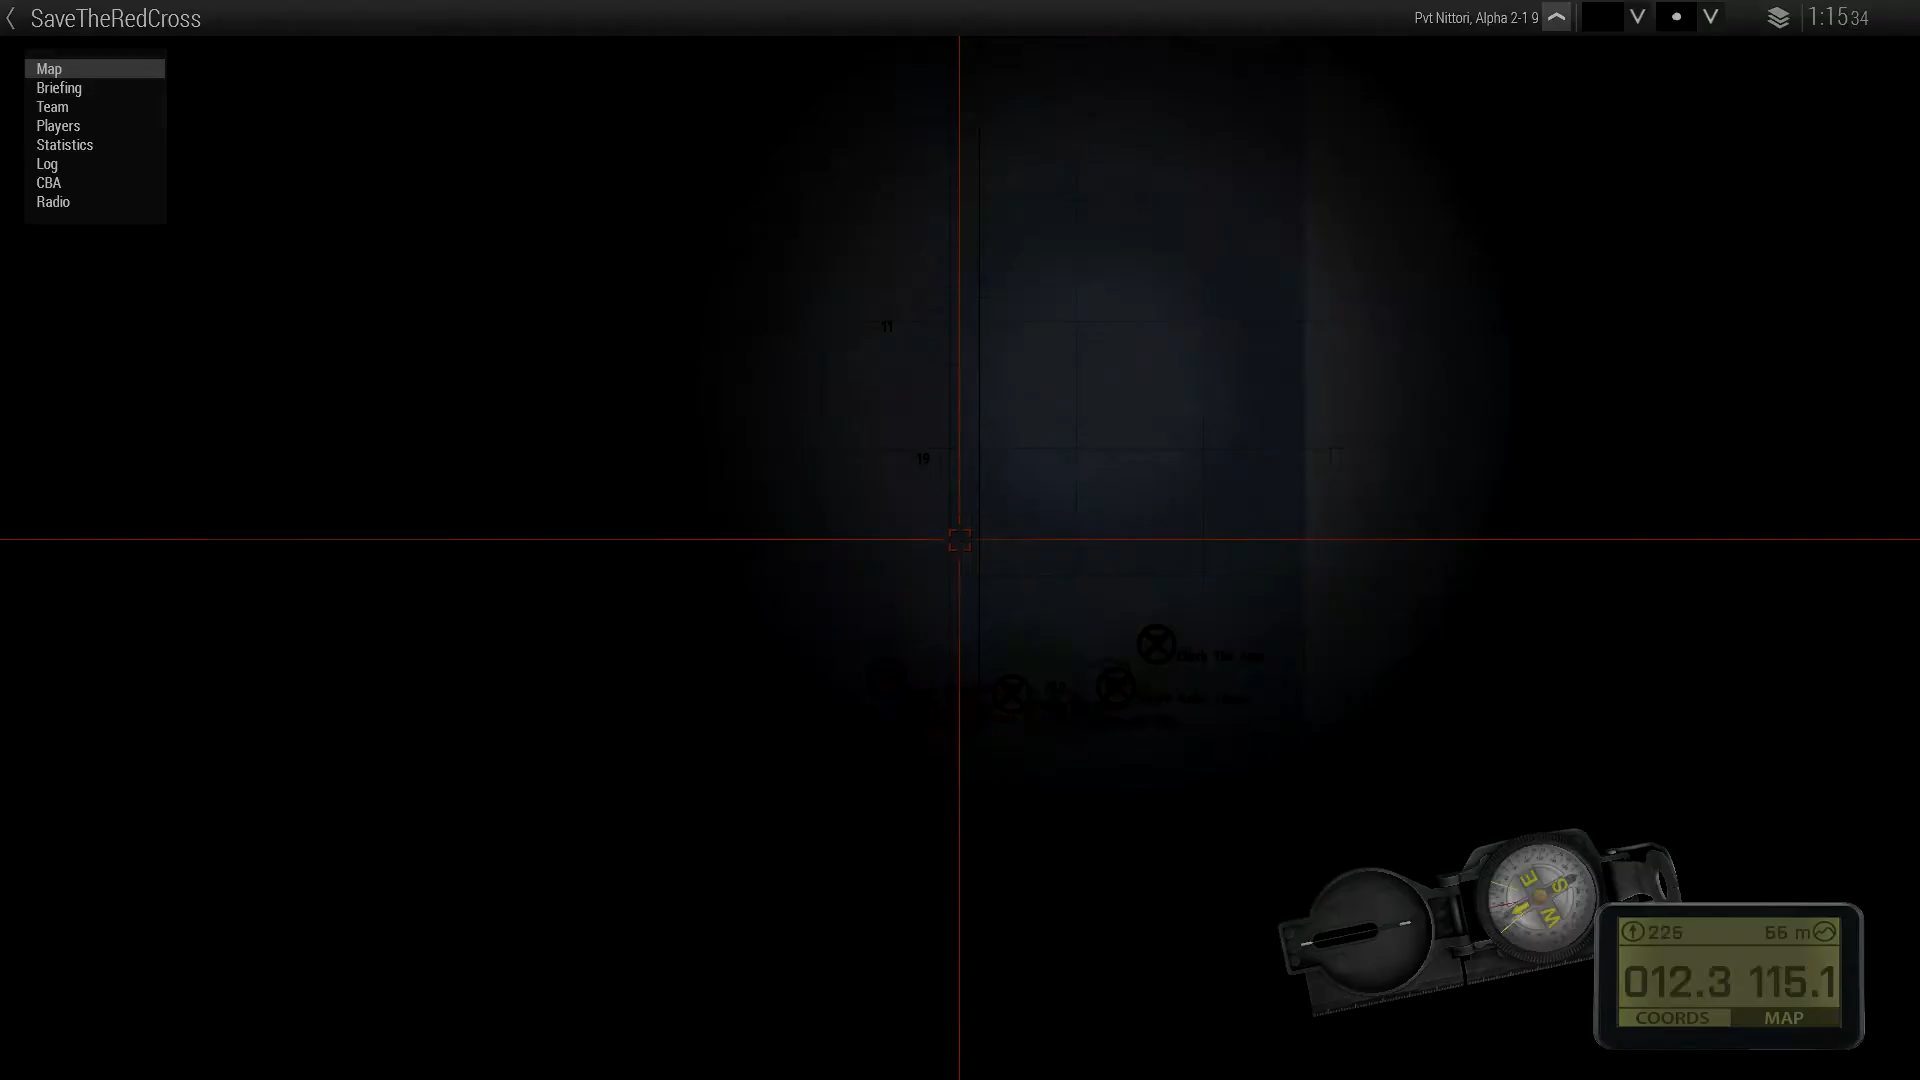 SaveTheRedCross
Pvt Nittori, Alpha 2-1 9
1:15 34
Map
Briefing
Team
Players
Statistics
Log
CBA
Radio
11
19
E
S
W
225
55 m
012.3 115.1
COORDS
MAP